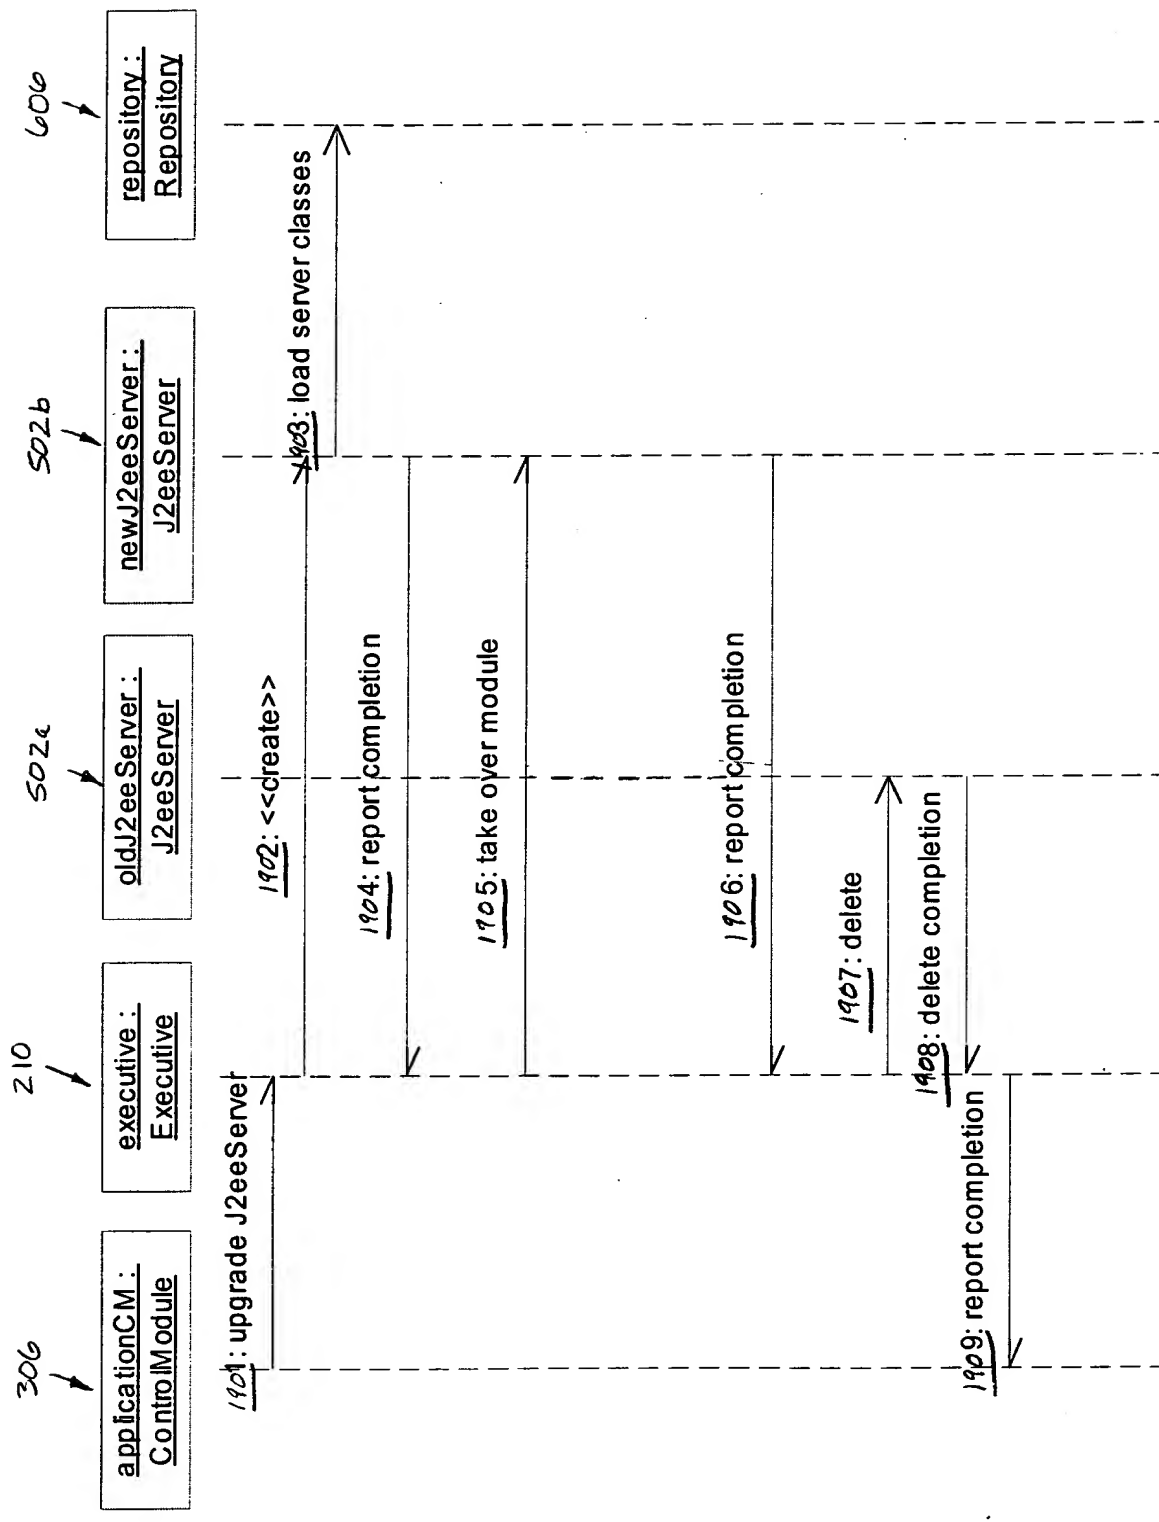 306
210
502a
502b
606
applicationCM :
ControlModule
executive :
Executive
oldJ2eeServer :
J2eeServer
newJ2eeServer :
J2eeServer
repository :
Repository
1901: upgrade J2eeServer
1902: <<create>>
1903: load server classes
1904: report completion
1905: take over module
1906: report completion
1907: delete
1908: delete completion
1909: report completion